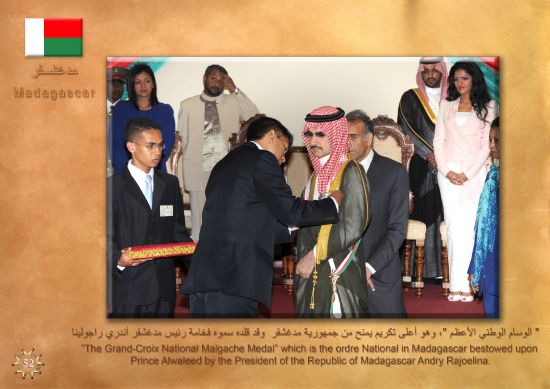 مدغشقر
Madagascar
" الوسام الوطني الأعظم "، وهو أعلى تكريم يمنح من جمهورية مدغشقر وقد قلده سموه فخامة رئيس مدغشقر أندري راجولينا
"The Grand-Croix National Malgache Medal" which is the ordre National in Madagascar bestowed upon
Prince Alwaleed by the President of the Republic of Madagascar Andry Rajoelina.
52